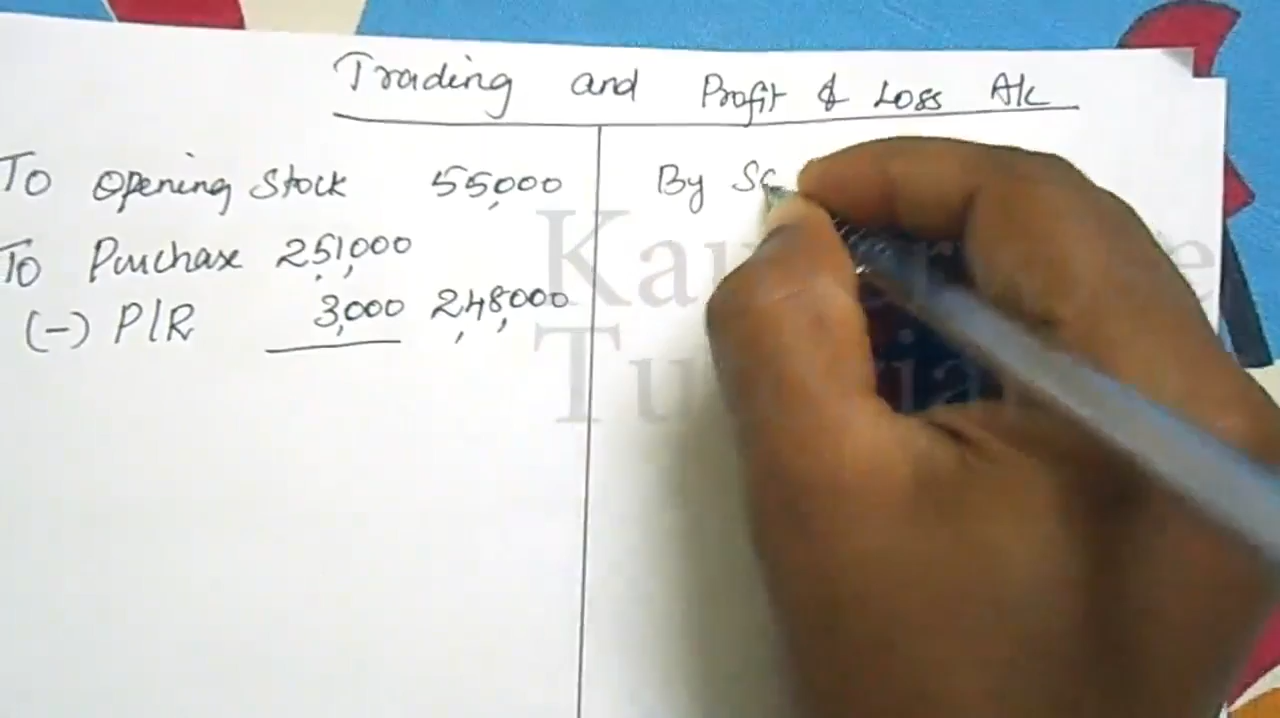 Trading and Profit & Loss A/c
To Opening Stock 55,000
To Purchase 2,51,000
(-) P/R 3,000 2,48,000
By